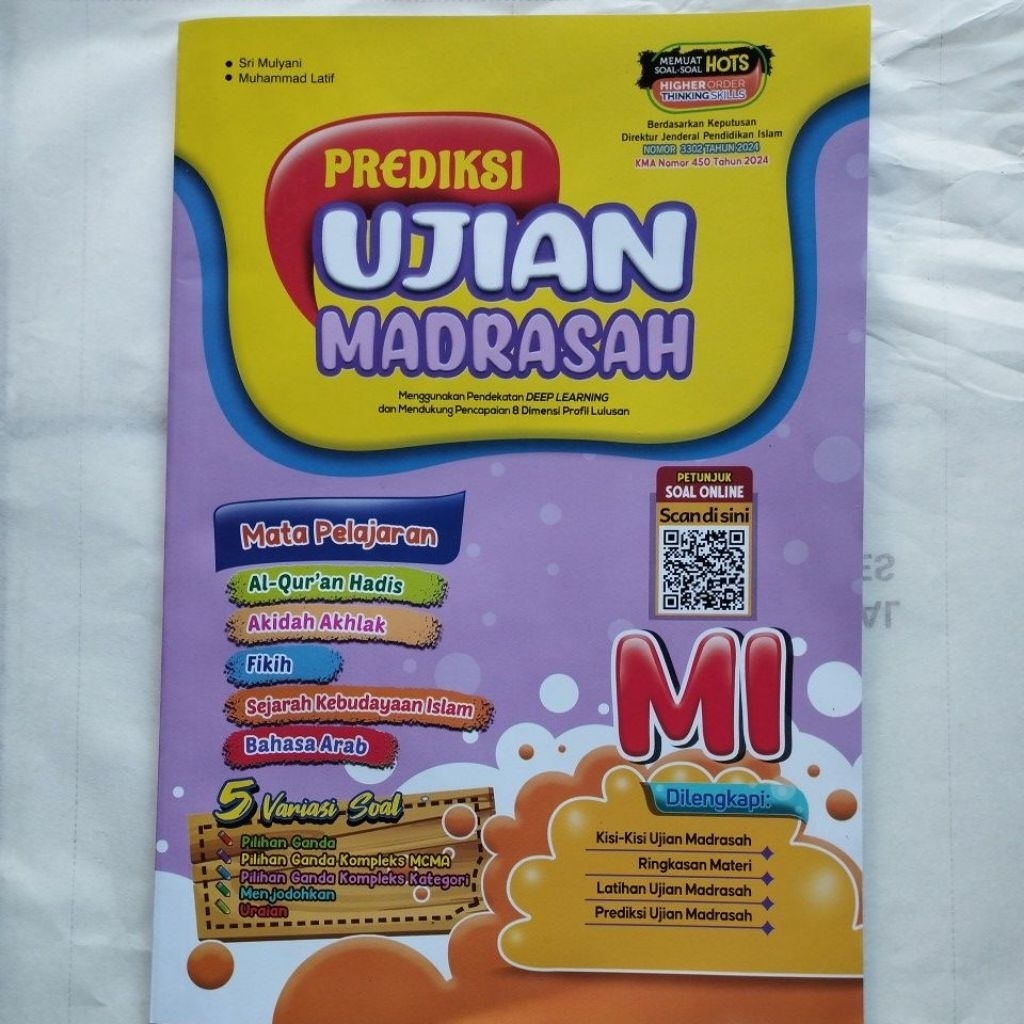 • Sri Mulyani
• Muhammad Latif
MEMUAT
SOAL-SOAL HOTS
HIGHER ORDER
THINKING SKILLS
Berdasarkan Keputusan
Direktur Jenderal Pendidikan Islam
NOMOR 3302 TAHUN 2024
KMA Nomor 450 Tahun 2024
PREDIKSI
UJIAN
MADRASAH
Menggunakan Pendekatan DEEP LEARNING
dan Mendukung Pencapaian 8 Dimensi Profil Lulusan
PETUNJUK
SOAL ONLINE
Scan di sini
Mata Pelajaran
Al-Qur'an Hadis
Akidah Akhlak
Fikih
Sejarah Kebudayaan Islam
Bahasa Arab
MI
5 Variasi Soal
Pilihan Ganda
Pilihan Ganda Kompleks MCMA
Pilihan Ganda Kompleks Kategori
Menjodohkan
Uraian
Dilengkapi:
Kisi-Kisi Ujian Madrasah
Ringkasan Materi
Latihan Ujian Madrasah
Prediksi Ujian Madrasah